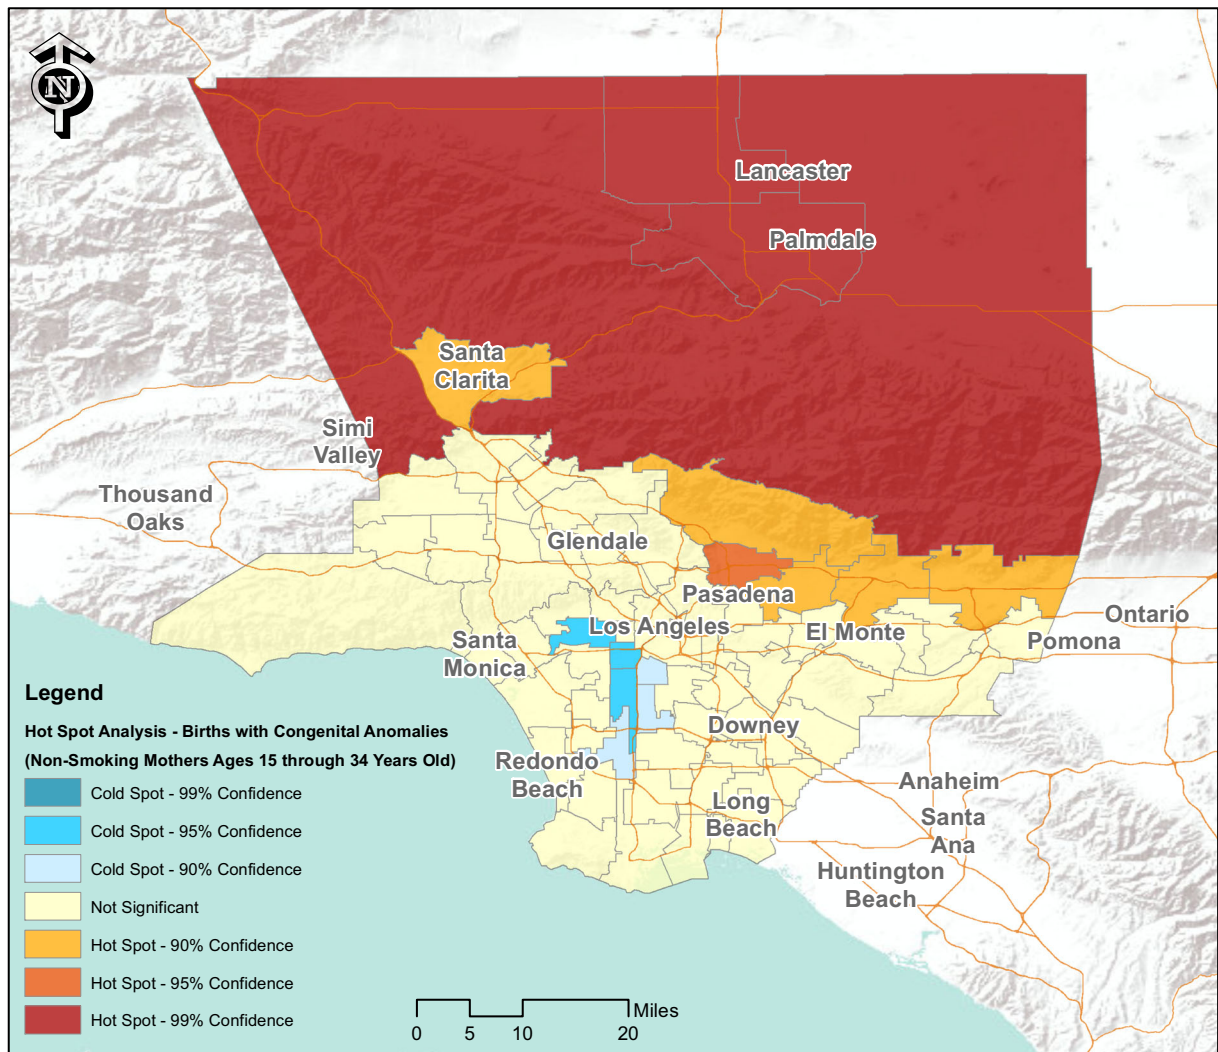 N
Lancaster
Palmdale
Santa
Clarita
Simi
Valley
Thousand
Oaks
Glendale
Pasadena
Ontario
Los Angeles
El Monte
Pomona
Santa
Monica
Downey
Redondo
Beach
Anaheim
Long
Beach
Santa
Ana
Huntington
Beach
Legend
Hot Spot Analysis - Births with Congenital Anomalies
(Non-Smoking Mothers Ages 15 through 34 Years Old)
Cold Spot - 99% Confidence
Cold Spot - 95% Confidence
Cold Spot - 90% Confidence
Not Significant
Hot Spot - 90% Confidence
Hot Spot - 95% Confidence
Hot Spot - 99% Confidence
Miles
0 5 10 20